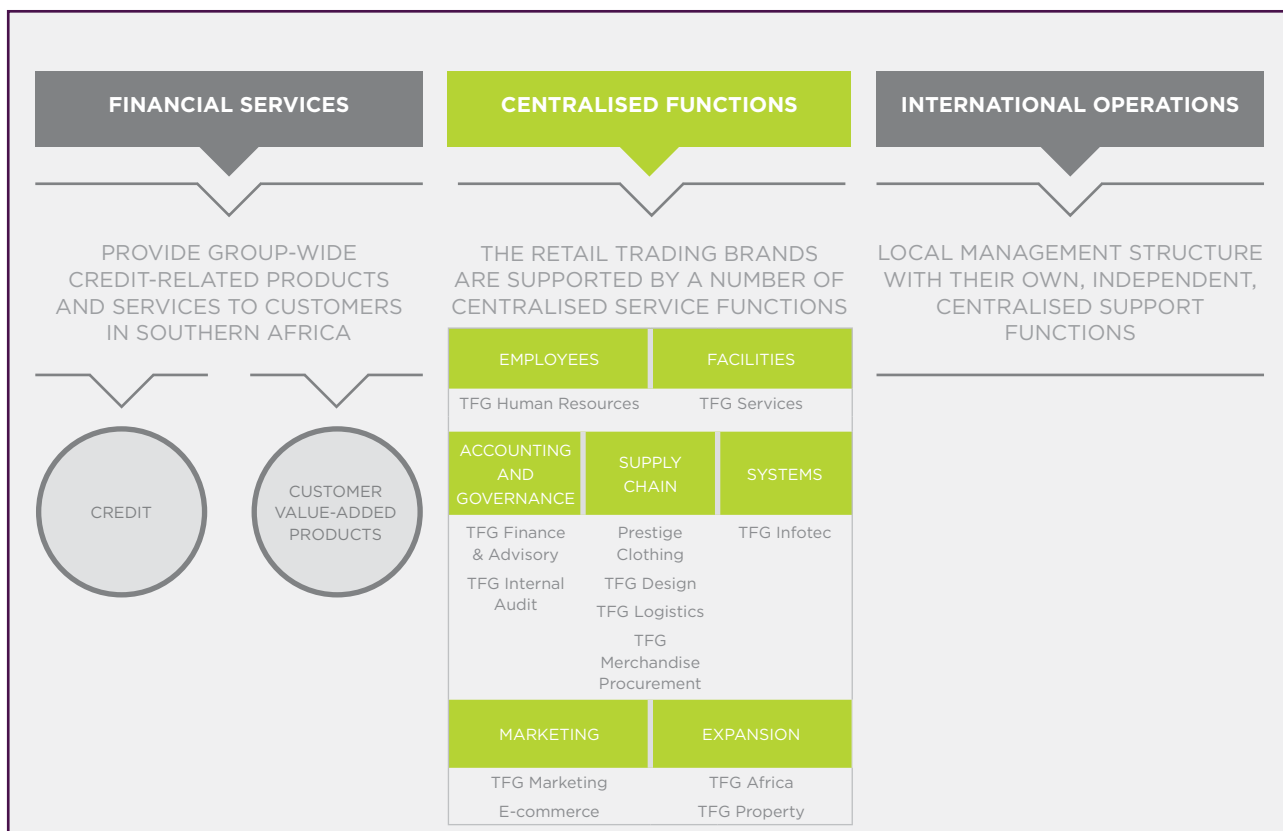 FINANCIAL SERVICES
PROVIDE GROUP-WIDE
CREDIT-RELATED PRODUCTS
AND SERVICES TO CUSTOMERS
IN SOUTHERN AFRICA
CREDIT
CUSTOMER
VALUE-ADDED
PRODUCTS
CENTRALISED FUNCTIONS
THE RETAIL TRADING BRANDS
ARE SUPPORTED BY A NUMBER OF
CENTRALISED SERVICE FUNCTIONS
EMPLOYEES
TFG Human Resources
FACILITIES
TFG Services
ACCOUNTING
AND
GOVERNANCE
TFG Finance
& Advisory
TFG Internal
Audit
SUPPLY
CHAIN
Prestige
Clothing
TFG Design
TFG Logistics
TFG
Merchandise
Procurement
SYSTEMS
TFG Infotec
MARKETING
TFG Marketing
E-commerce
EXPANSION
TFG Africa
TFG Property
INTERNATIONAL OPERATIONS
LOCAL MANAGEMENT STRUCTURE
WITH THEIR OWN, INDEPENDENT,
CENTRALISED SUPPORT
FUNCTIONS